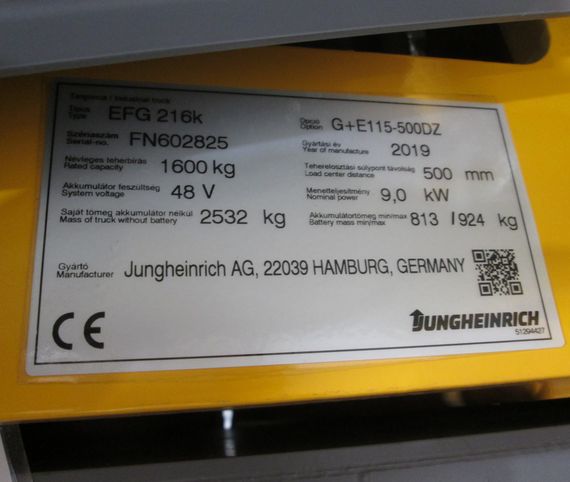 Targonca / Industrial truck
Típus
Type EFG 216k
Opció
Option G+E115-500DZ
Szériaszám
Serial-no. FN602825
Gyártási év
Year of manufacture 2019
Névleges teherbírás
Rated capacity 1600 kg
Teherelosztási súlypont távolság
Load center distance 500 mm
Akkumulátor feszültség
System voltage 48 V
Menetteljesítmény
Nominal power 9,0 kW
Saját tömeg akkumulátor nélkül
Mass of truck without battery 2532 kg
Akkumulátortömeg min/max
Battery mass min/max 813 / 924 kg
Gyártó
Manufacturer Jungheinrich AG, 22039 HAMBURG, GERMANY
CE
JUNGHEINRICH
51294427